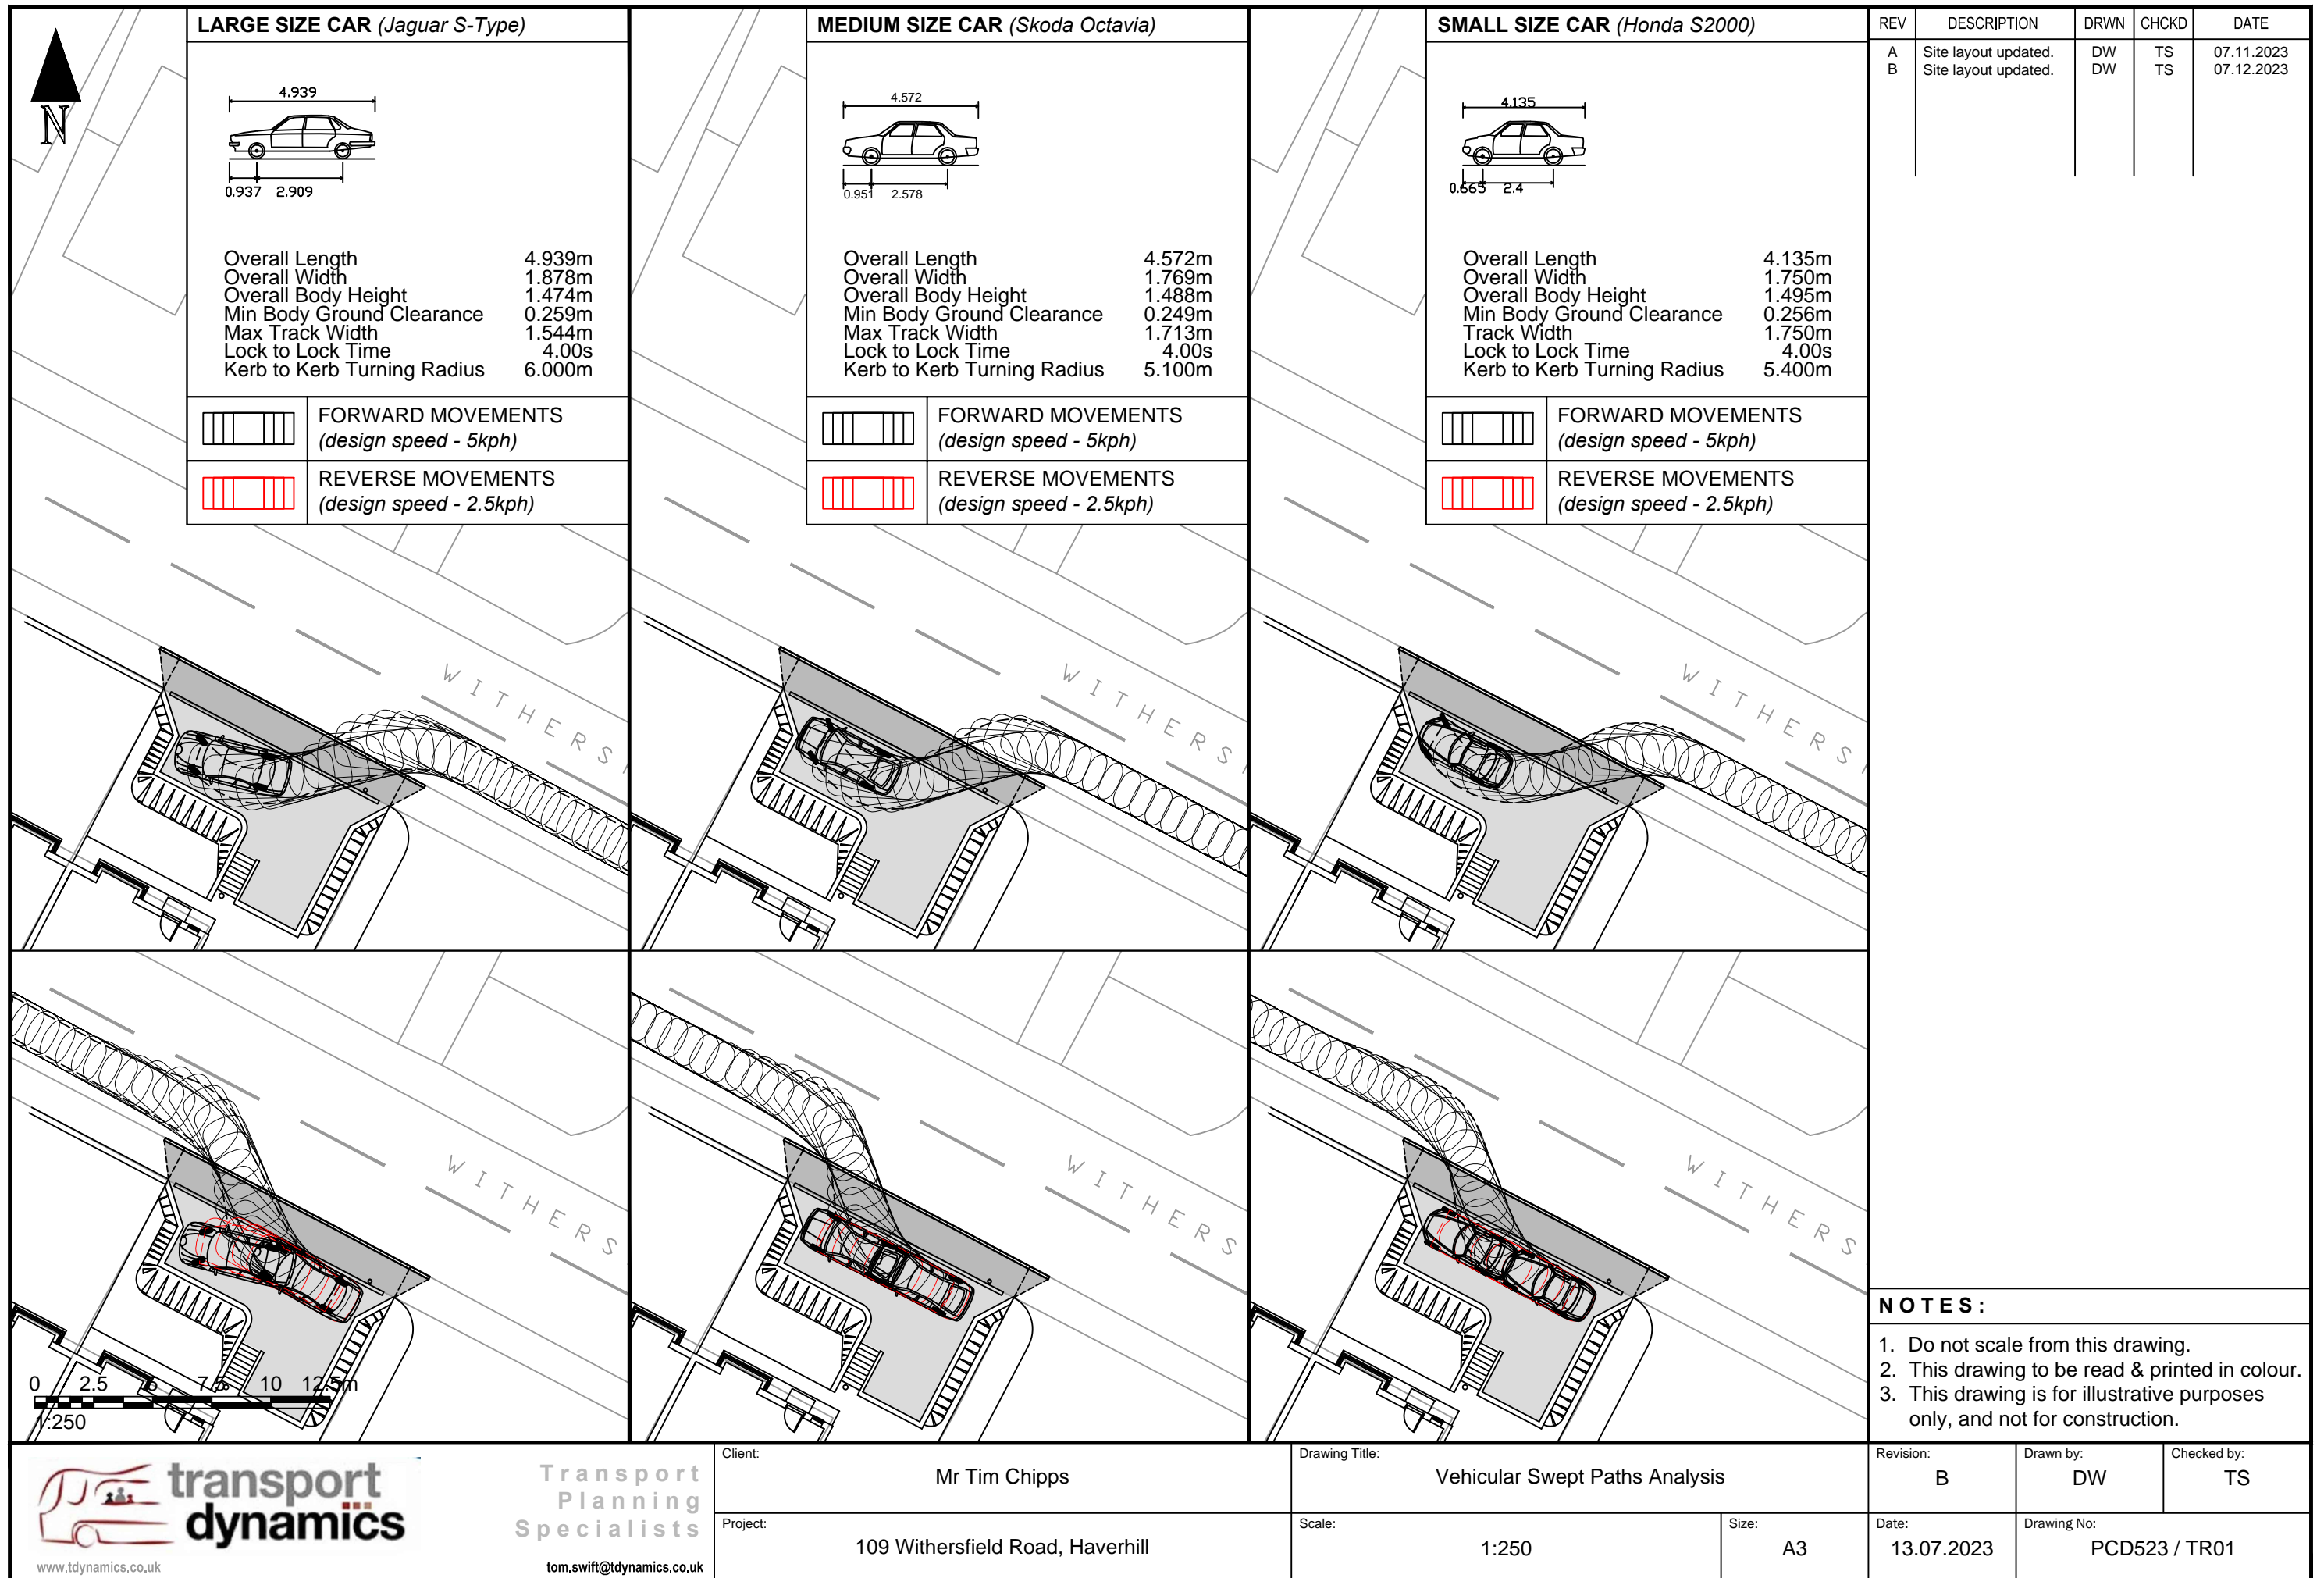 N
LARGE SIZE CAR (Jaguar S-Type)
4.939
0.937 2.909
Overall Length 4.939m
Overall Width 1.878m
Overall Body Height 1.474m
Min Body Ground Clearance 0.259m
Max Track Width 1.544m
Lock to Lock Time 4.00s
Kerb to Kerb Turning Radius 6.000m
FORWARD MOVEMENTS
(design speed - 5kph)
REVERSE MOVEMENTS
(design speed - 2.5kph)
WITHERS
MEDIUM SIZE CAR (Skoda Octavia)
4.572
0.951 2.578
Overall Length 4.572m
Overall Width 1.769m
Overall Body Height 1.488m
Min Body Ground Clearance 0.249m
Max Track Width 1.713m
Lock to Lock Time 4.00s
Kerb to Kerb Turning Radius 5.100m
FORWARD MOVEMENTS
(design speed - 5kph)
REVERSE MOVEMENTS
(design speed - 2.5kph)
WITHERS
SMALL SIZE CAR (Honda S2000)
4.135
0.665 2.4
Overall Length 4.135m
Overall Width 1.750m
Overall Body Height 1.495m
Min Body Ground Clearance 0.256m
Track Width 1.750m
Lock to Lock Time 4.00s
Kerb to Kerb Turning Radius 5.400m
FORWARD MOVEMENTS
(design speed - 5kph)
REVERSE MOVEMENTS
(design speed - 2.5kph)
WITHERS
REV DESCRIPTION DRWN CHCKD DATE
A Site layout updated. DW TS 07.11.2023
B Site layout updated. DW TS 07.12.2023
WITHERS
0 2.5 5 7.5 10 12.5m
1:250
WITHERS
WITHERS
NOTES:
1. Do not scale from this drawing.
2. This drawing to be read & printed in colour.
3. This drawing is for illustrative purposes
only, and not for construction.
transport
dynamics
www.tdynamics.co.uk
Transport
Planning
Specialists
tom.swift@tdynamics.co.uk
Client:
Mr Tim Chipps
Project:
109 Withersfield Road, Haverhill
Drawing Title:
Vehicular Swept Paths Analysis
Scale:
1:250
Size:
A3
Revision:
B
Drawn by:
DW
Checked by:
TS
Date:
13.07.2023
Drawing No:
PCD523 / TR01